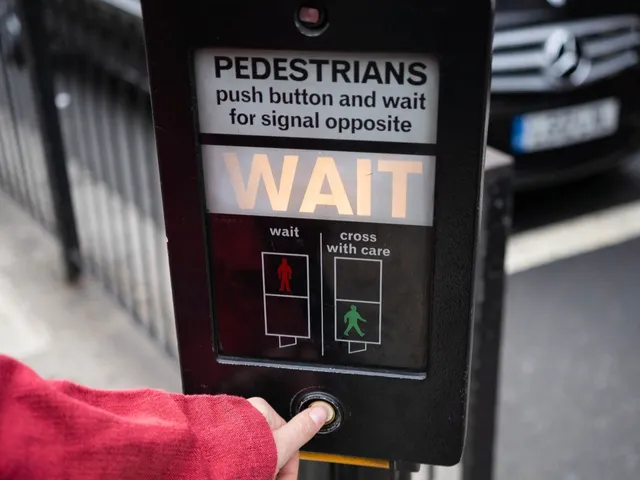 PEDESTRIANS
push button and wait
for signal opposite
WAIT
wait
cross
with care